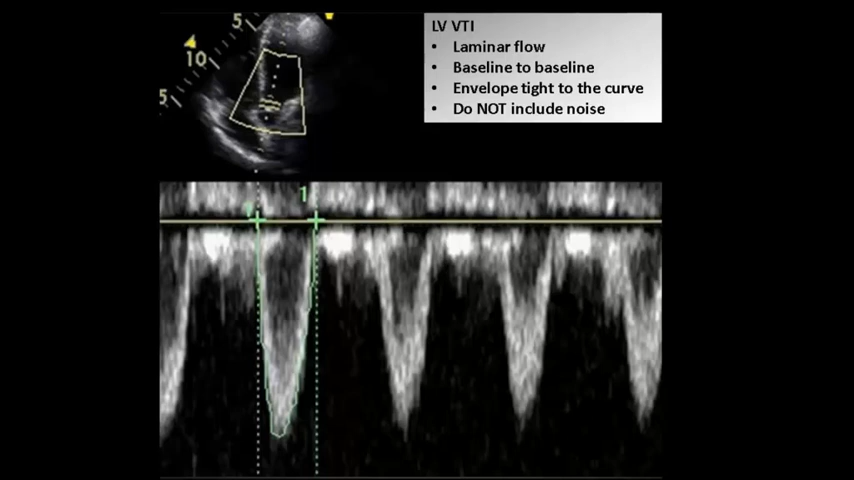 LV VTI
• Laminar flow
• Baseline to baseline
• Envelope tight to the curve
• Do NOT include noise
5
10
5
1